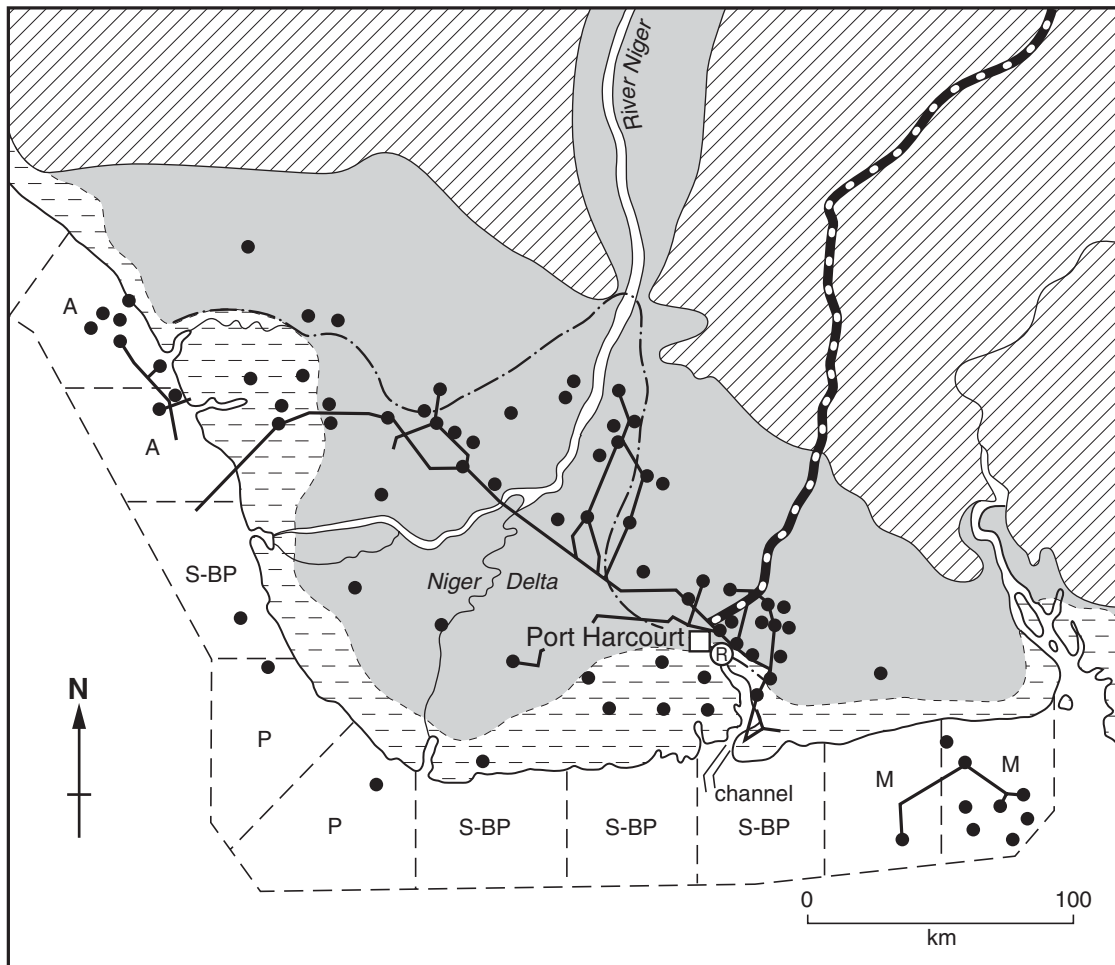 River Niger
A
A
S-BP
Niger Delta
Port Harcourt
R
N
P
M
M
channel
P
S-BP
S-BP
S-BP
0 100
km